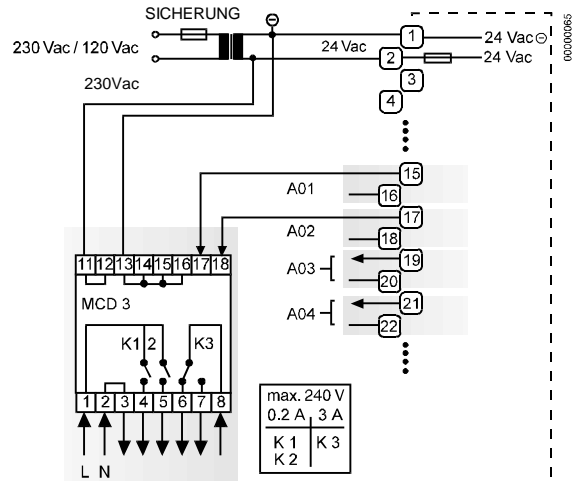 SICHERUNG
⊖
230 Vac / 120 Vac
24 Vac
1
24 Vac⊖
2
24 Vac
00000065
230Vac
3
4
A01
15
16
A02
17
18
A03
19
20
A04
21
22
11 12 13 14 15 16 17 18
MCD 3
K1 2 K3
1 2 3 4 5 6 7 8
L N
max. 240 V
0.2 A 3 A
K 1 K 3
K 2